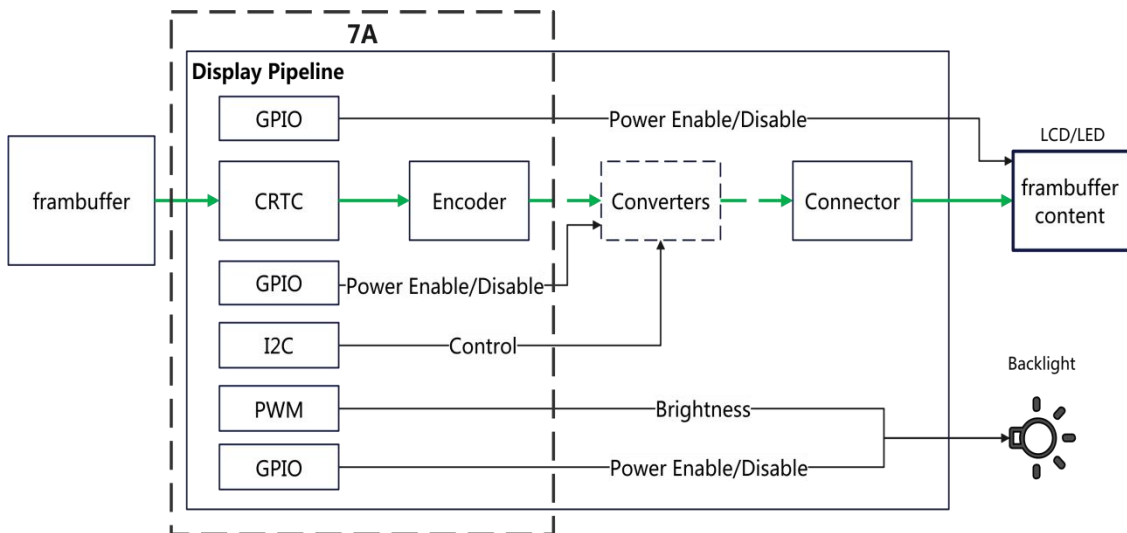 7A
Display Pipeline
GPIO
Power Enable/Disable
LCD/LED
frambuffer
CRTC
Encoder
Converters
Connector
frambuffer
content
GPIO
Power Enable/Disable
I2C
Control
Backlight
PWM
Brightness
GPIO
Power Enable/Disable